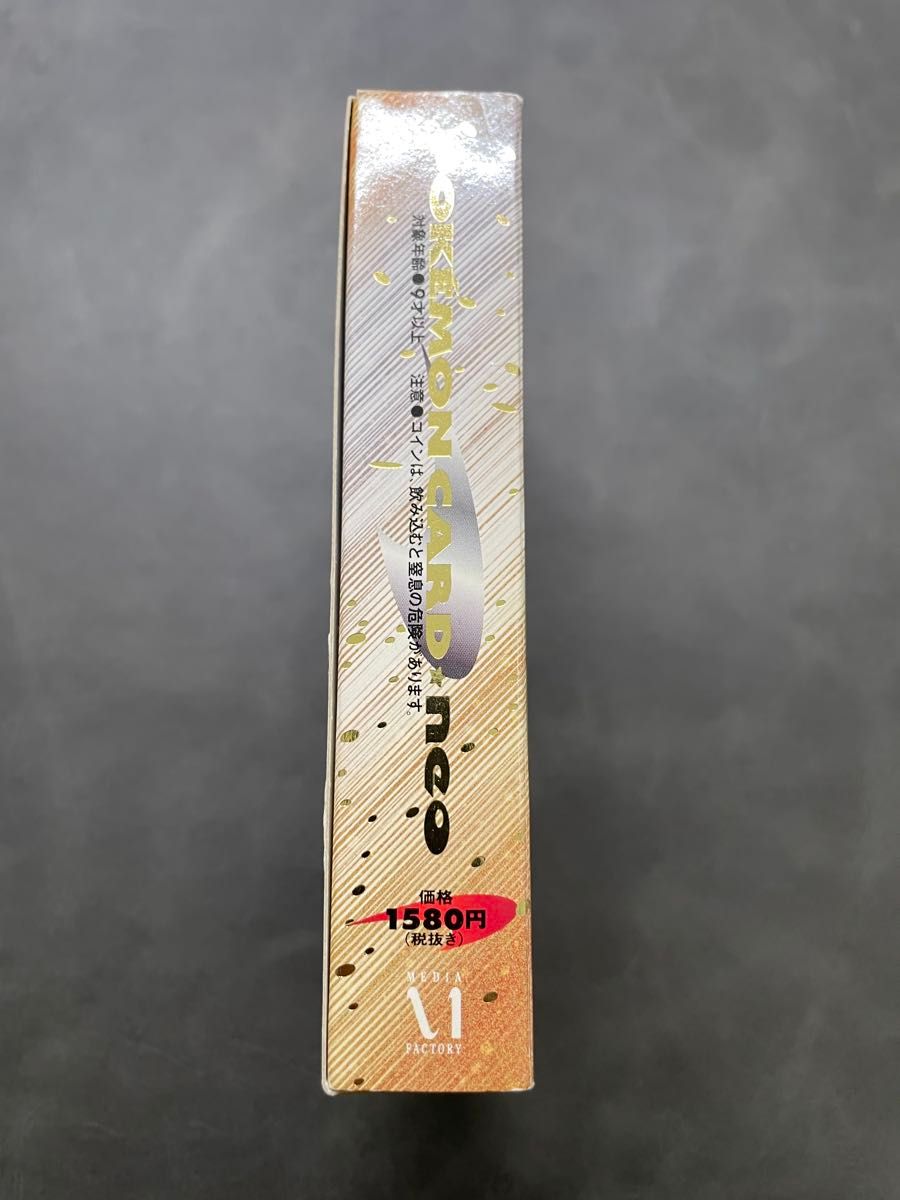 POKÉMON CARD★neo
対象年齢●9才以上 注意●コインは、飲み込むと窒息の危険があります。
価格
1580円
(税抜き)
MEDIA
FACTORY